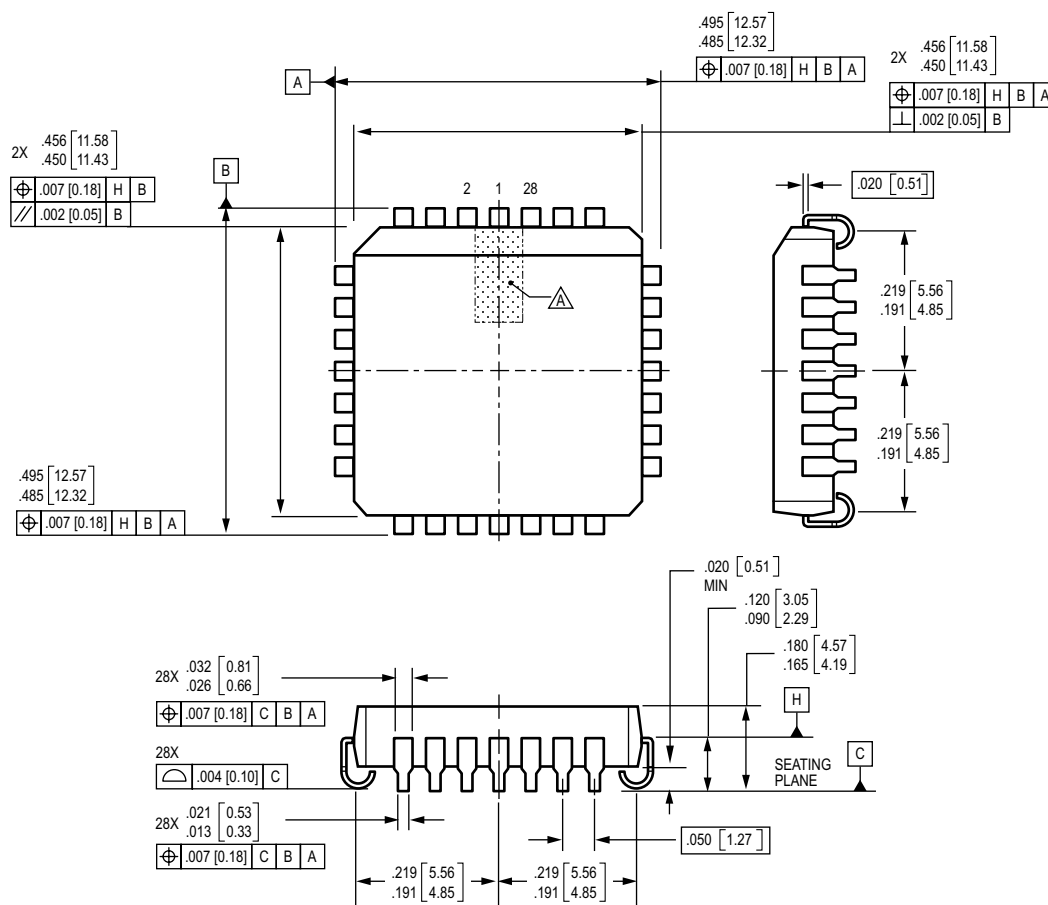 .495 [12.57]
.485 [12.32]
⌖ .007 [0.18] H B A
2X .456 [11.58]
.450 [11.43]
⌖ .007 [0.18] H B A
⊥ .002 [0.05] B
A
2X .456 [11.58]
.450 [11.43]
⌖ .007 [0.18] H B
// .002 [0.05] B
B
2 1 28
.020 [0.51]
A
.219 [5.56]
.191 [4.85]
.219 [5.56]
.191 [4.85]
.495 [12.57]
.485 [12.32]
⌖ .007 [0.18] H B A
.020 [0.51]
MIN
.120 [3.05]
.090 [2.29]
.180 [4.57]
.165 [4.19]
28X .032 [0.81]
.026 [0.66]
⌖ .007 [0.18] C B A
H
28X
⌓ .004 [0.10] C
SEATING
PLANE
C
28X .021 [0.53]
.013 [0.33]
⌖ .007 [0.18] C B A
.050 [1.27]
.219 [5.56]
.191 [4.85]
.219 [5.56]
.191 [4.85]